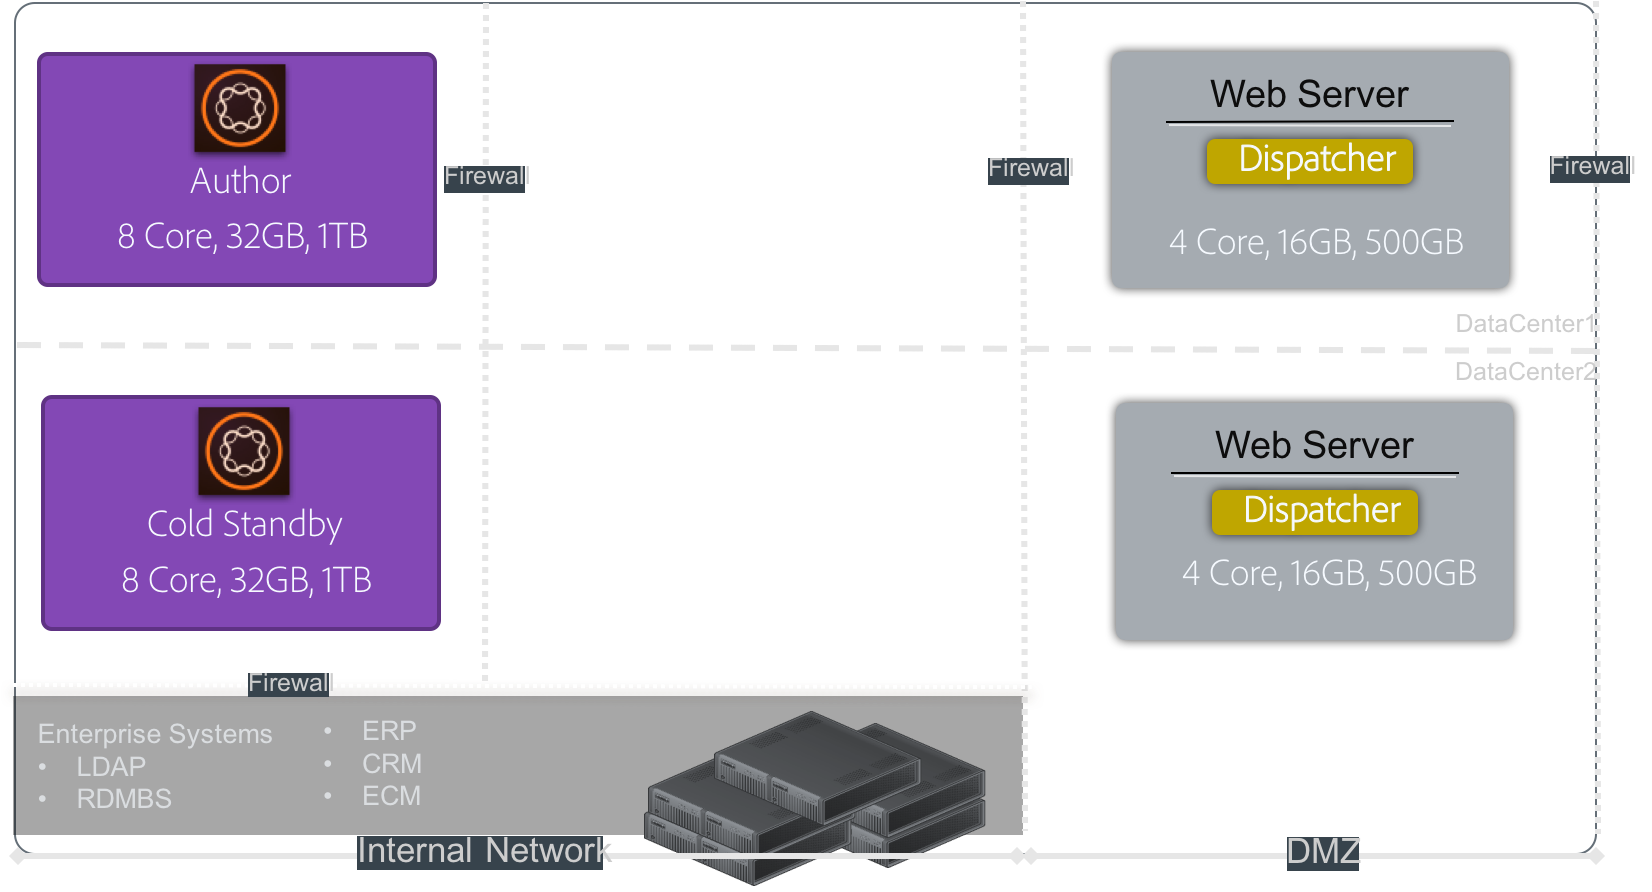 Author
8 Core, 32GB, 1TB
Firewall
Firewall
Web Server
Dispatcher
4 Core, 16GB, 500GB
Firewall
DataCenter1
DataCenter2
Cold Standby
8 Core, 32GB, 1TB
Web Server
Dispatcher
4 Core, 16GB, 500GB
Firewall
Enterprise Systems
• LDAP
• RDMBS
• ERP
• CRM
• ECM
Internal Network
DMZ